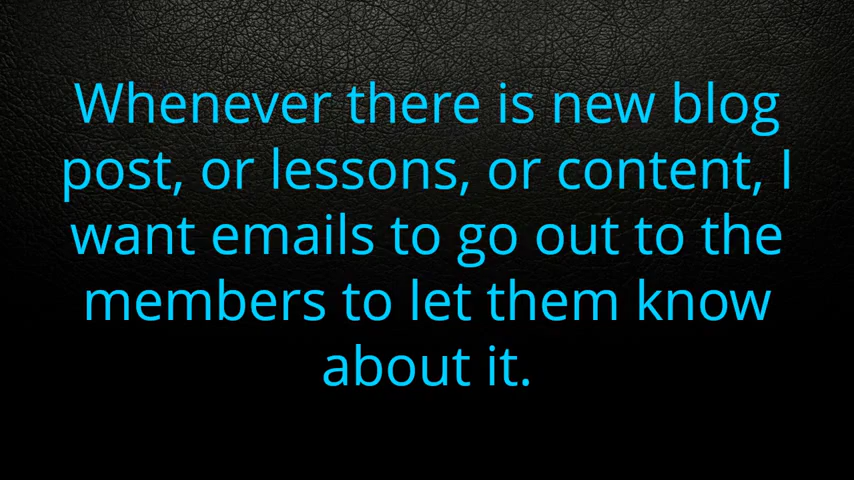 Whenever there is new blog
post, or lessons, or content, I
want emails to go out to the
members to let them know
about it.